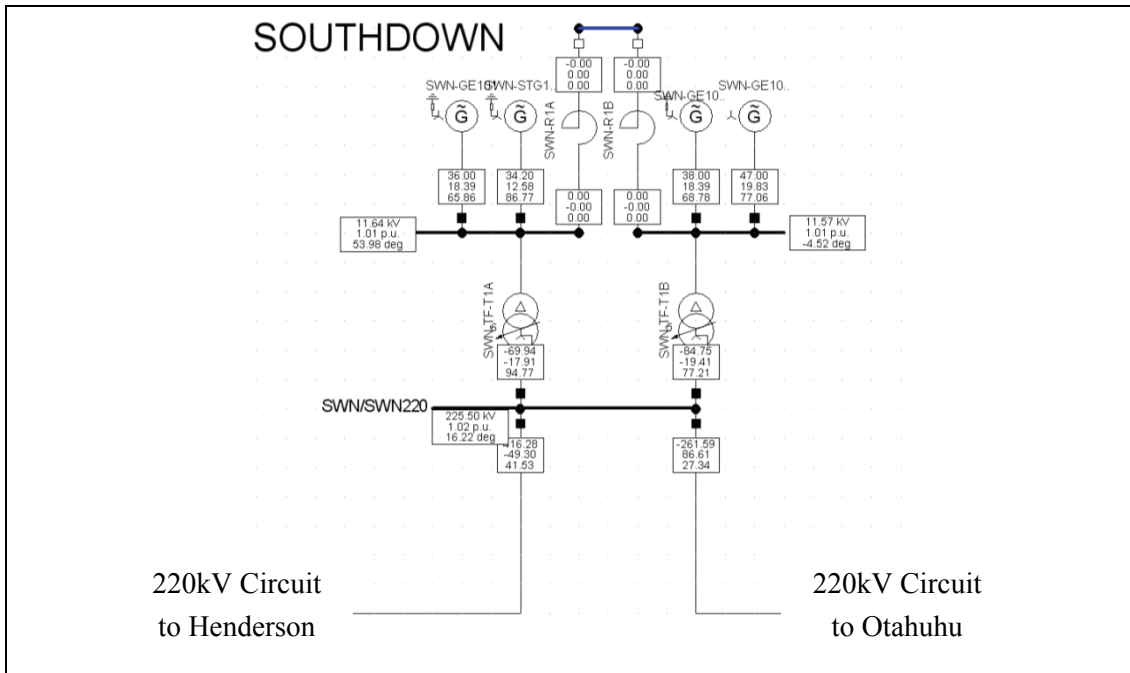 SOUTHDOWN
-0.00
0.00
0.00
-0.00
0.00
0.00
SWN-STG1..
SWN-GE10..
SWN-GE10..
SWN-R1A
SWN-R1B
36.00
18.39
65.86
34.20
12.58
86.77
38.00
18.39
68.78
47.00
19.83
77.06
0.00
-0.00
0.00
0.00
-0.00
0.00
11.64 kV
1.01 p.u.
53.98 deg
11.57 kV
1.01 p.u.
-4.52 deg
SWN-TF-T1A
SWN-TF-T1B
-69.94
-17.91
94.77
-84.75
-19.41
77.21
SWN/SWN220
225.50 kV
1.02 p.u.
16.22 deg
-49.30
41.53
-261.59
86.61
27.34
220kV Circuit
to Henderson
220kV Circuit
to Otahuhu